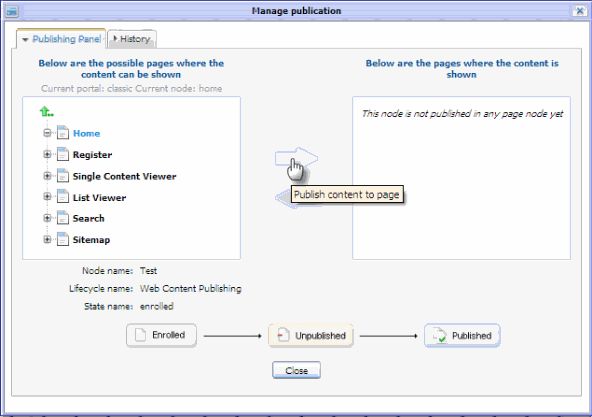 Manage publication
Publishing Panel
History
Below are the possible pages where the
content can be shown
Current portal: classic Current node: home
Home
Register
Single Content Viewer
List Viewer
Search
Sitemap
Below are the pages where the content is
shown
This node is not published in any page node yet
Publish content to page
Node name: Test
Lifecycle name: Web Content Publishing
State name: enrolled
Enrolled
Unpublished
Published
Close